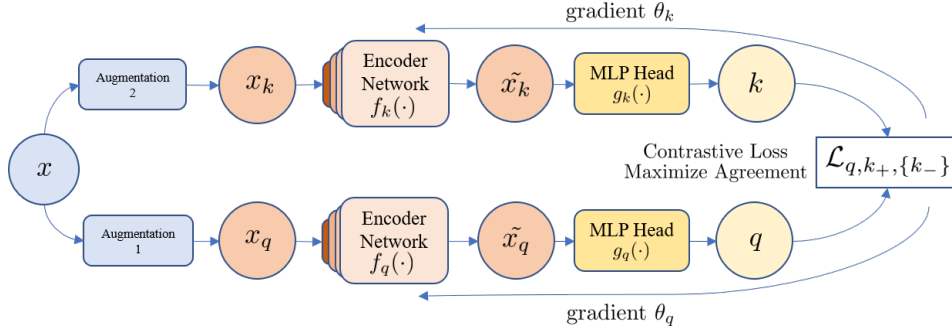 gradient θ_k
Augmentation
2
x_k
Encoder
Network
f_k(·)
x̃_k
MLP Head
g_k(·)
k
x
Contrastive Loss
Maximize Agreement
ℒ_{q,k_+,{k_−}}
Augmentation
1
x_q
Encoder
Network
f_q(·)
x̃_q
MLP Head
g_q(·)
q
gradient θ_q